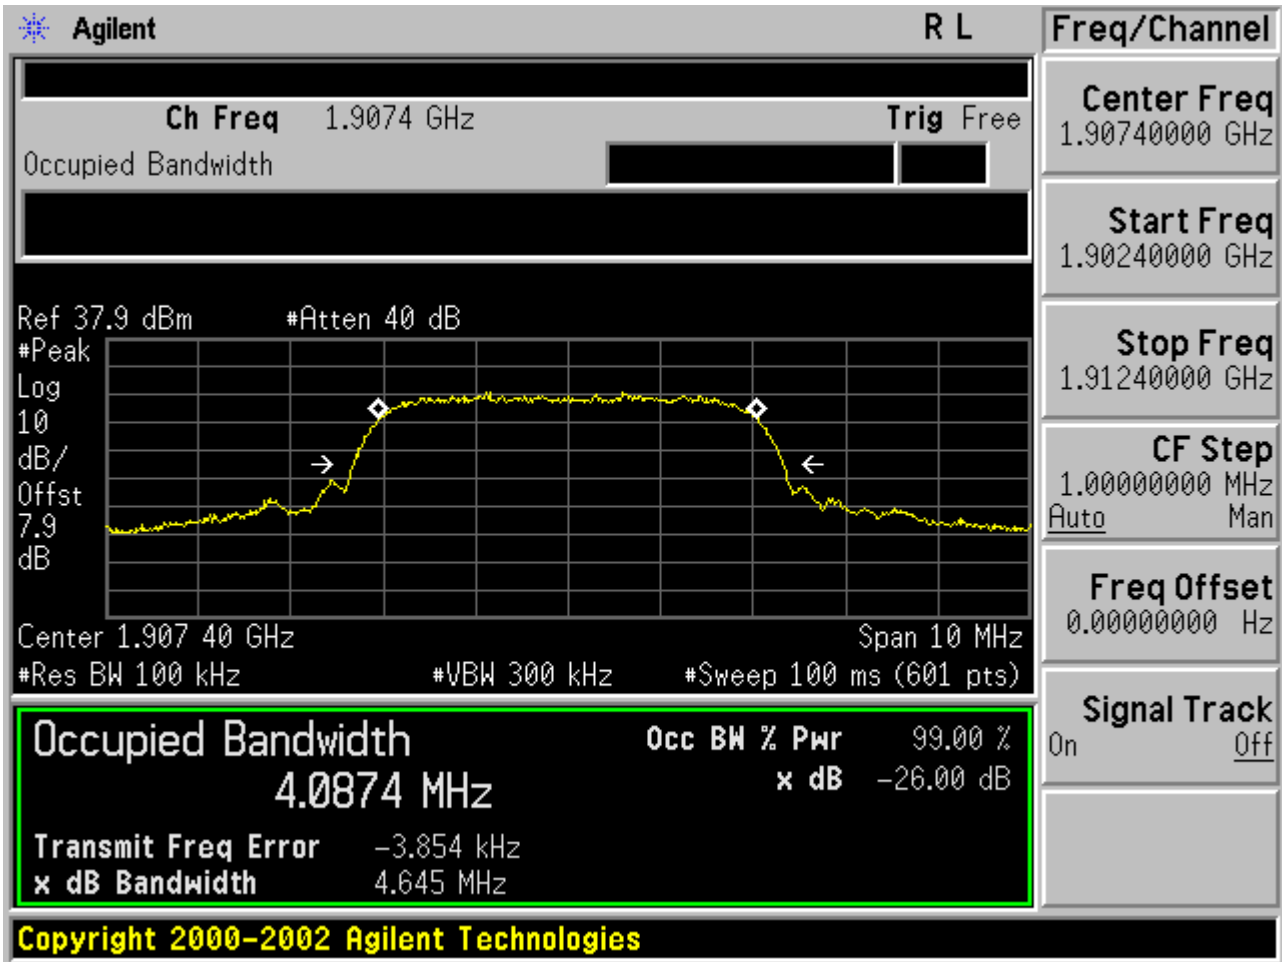 Agilent R L
Ch Freq 1.9074 GHz Trig Free
Occupied Bandwidth
Ref 37.9 dBm #Atten 40 dB
#Peak
Log
10
dB/
Offst
7.9
dB
Center 1.907 40 GHz Span 10 MHz
#Res BW 100 kHz #VBW 300 kHz #Sweep 100 ms (601 pts)
Occupied Bandwidth Occ BW % Pwr 99.00 %
4.0874 MHz x dB -26.00 dB
Transmit Freq Error -3.854 kHz
x dB Bandwidth 4.645 MHz
Copyright 2000-2002 Agilent Technologies
Freq/Channel
Center Freq
1.90740000 GHz
Start Freq
1.90240000 GHz
Stop Freq
1.91240000 GHz
CF Step
1.00000000 MHz
Auto Man
Freq Offset
0.00000000 Hz
Signal Track
On Off